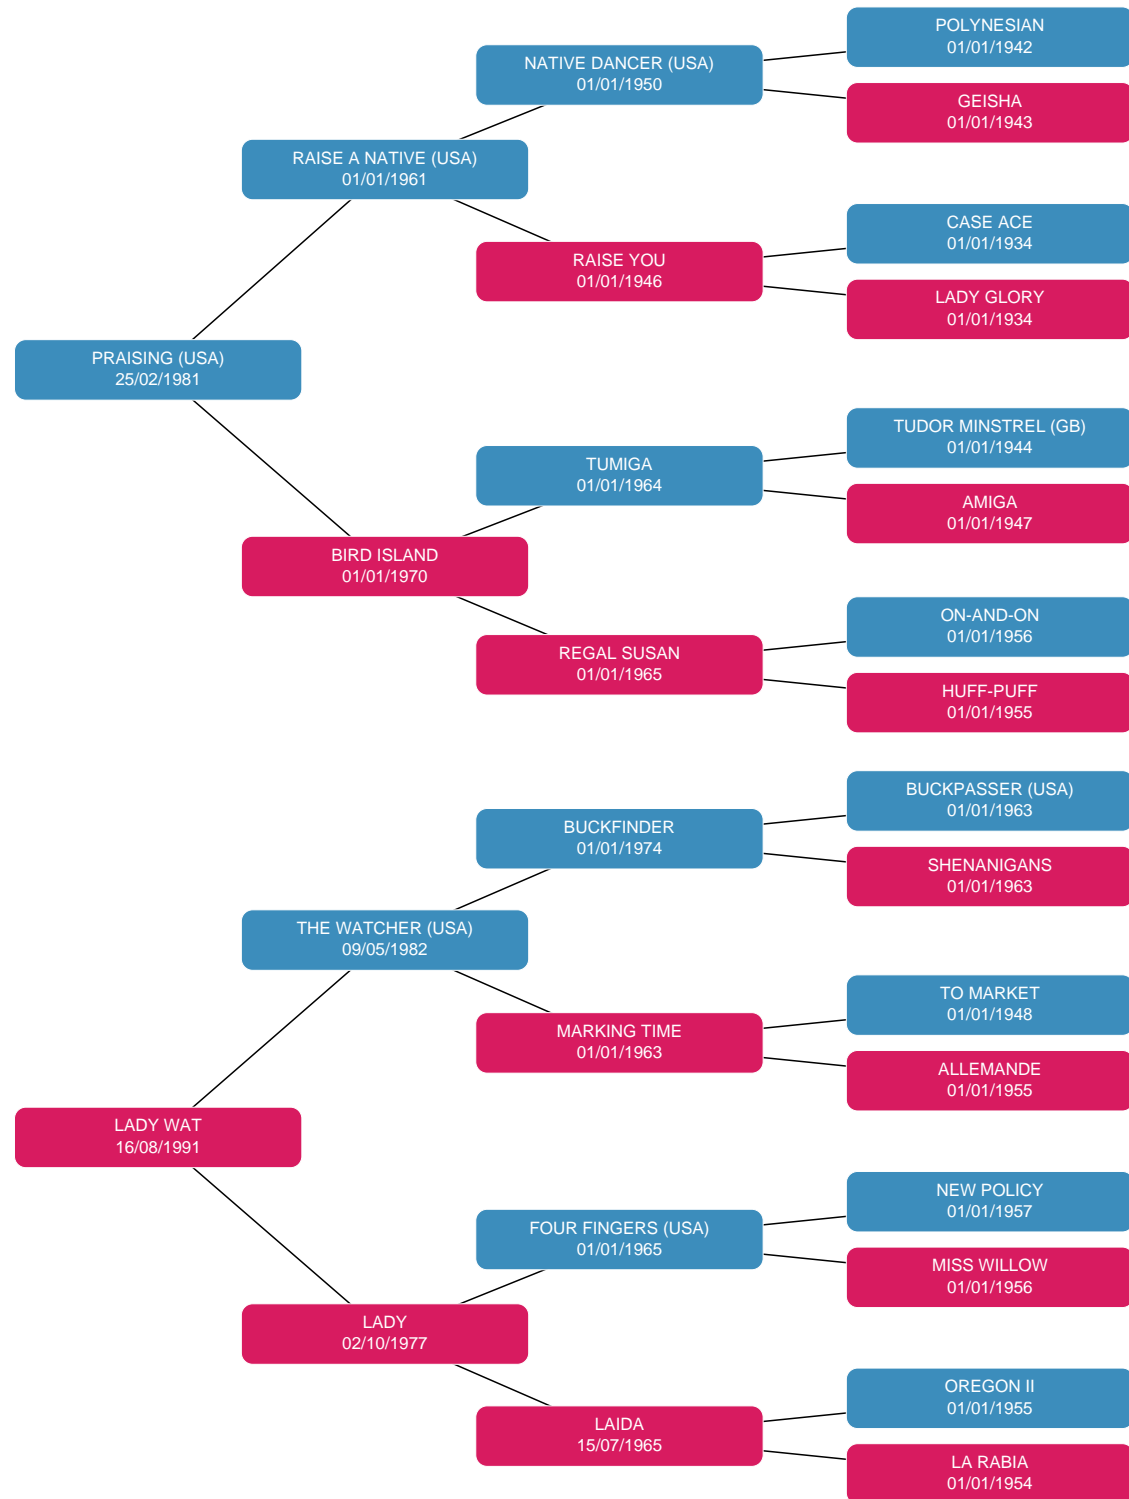 POLYNESIAN
01/01/1942
NATIVE DANCER (USA)
01/01/1950
GEISHA
01/01/1943
RAISE A NATIVE (USA)
01/01/1961
CASE ACE
01/01/1934
RAISE YOU
01/01/1946
LADY GLORY
01/01/1934
PRAISING (USA)
25/02/1981
TUDOR MINSTREL (GB)
01/01/1944
TUMIGA
01/01/1964
AMIGA
01/01/1947
BIRD ISLAND
01/01/1970
ON-AND-ON
01/01/1956
REGAL SUSAN
01/01/1965
HUFF-PUFF
01/01/1955
BUCKPASSER (USA)
01/01/1963
BUCKFINDER
01/01/1974
SHENANIGANS
01/01/1963
THE WATCHER (USA)
09/05/1982
TO MARKET
01/01/1948
MARKING TIME
01/01/1963
ALLEMANDE
01/01/1955
LADY WAT
16/08/1991
NEW POLICY
01/01/1957
FOUR FINGERS (USA)
01/01/1965
MISS WILLOW
01/01/1956
LADY
02/10/1977
OREGON II
01/01/1955
LAIDA
15/07/1965
LA RABIA
01/01/1954